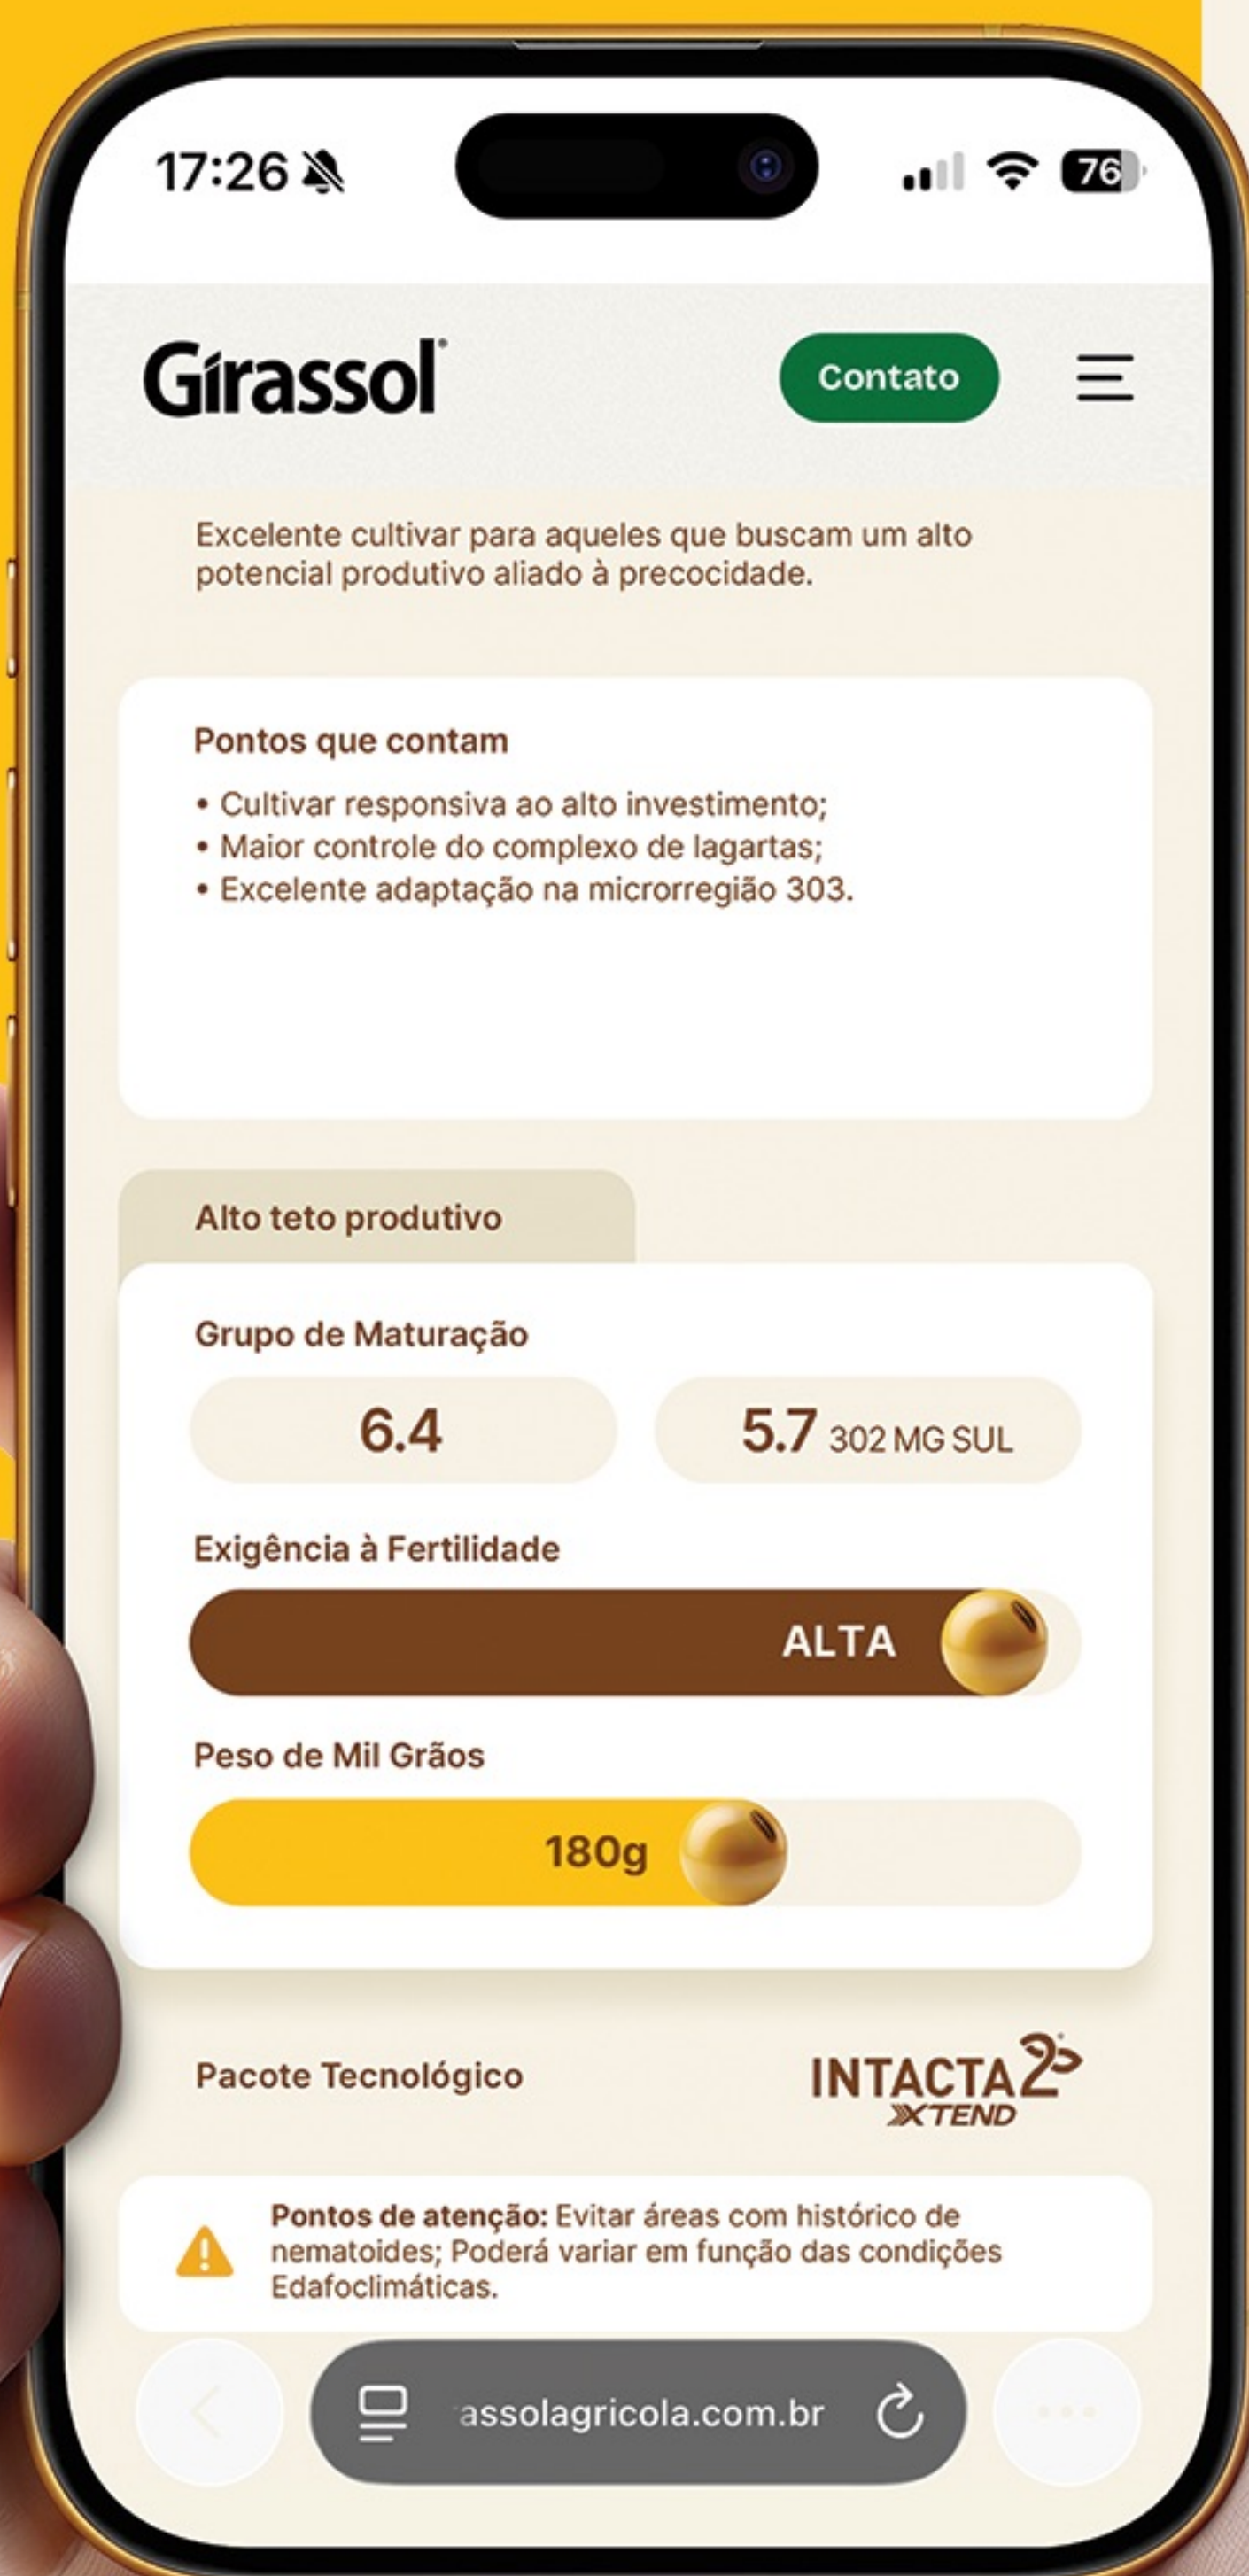 17:26
76
Girassol
Contato
Excelente cultivar para aqueles que buscam um alto
potencial produtivo aliado à precocidade.
Pontos que contam
• Cultivar responsiva ao alto investimento;
• Maior controle do complexo de lagartas;
• Excelente adaptação na microrregião 303.
Alto teto produtivo
Grupo de Maturação
6.4
5.7 302 MG SUL
Exigência à Fertilidade
ALTA
Peso de Mil Grãos
180g
Pacote Tecnológico
INTACTA 2
XTEND
Pontos de atenção: Evitar áreas com histórico de
nematoides; Poderá variar em função das condições
Edafoclimáticas.
assolagricola.com.br